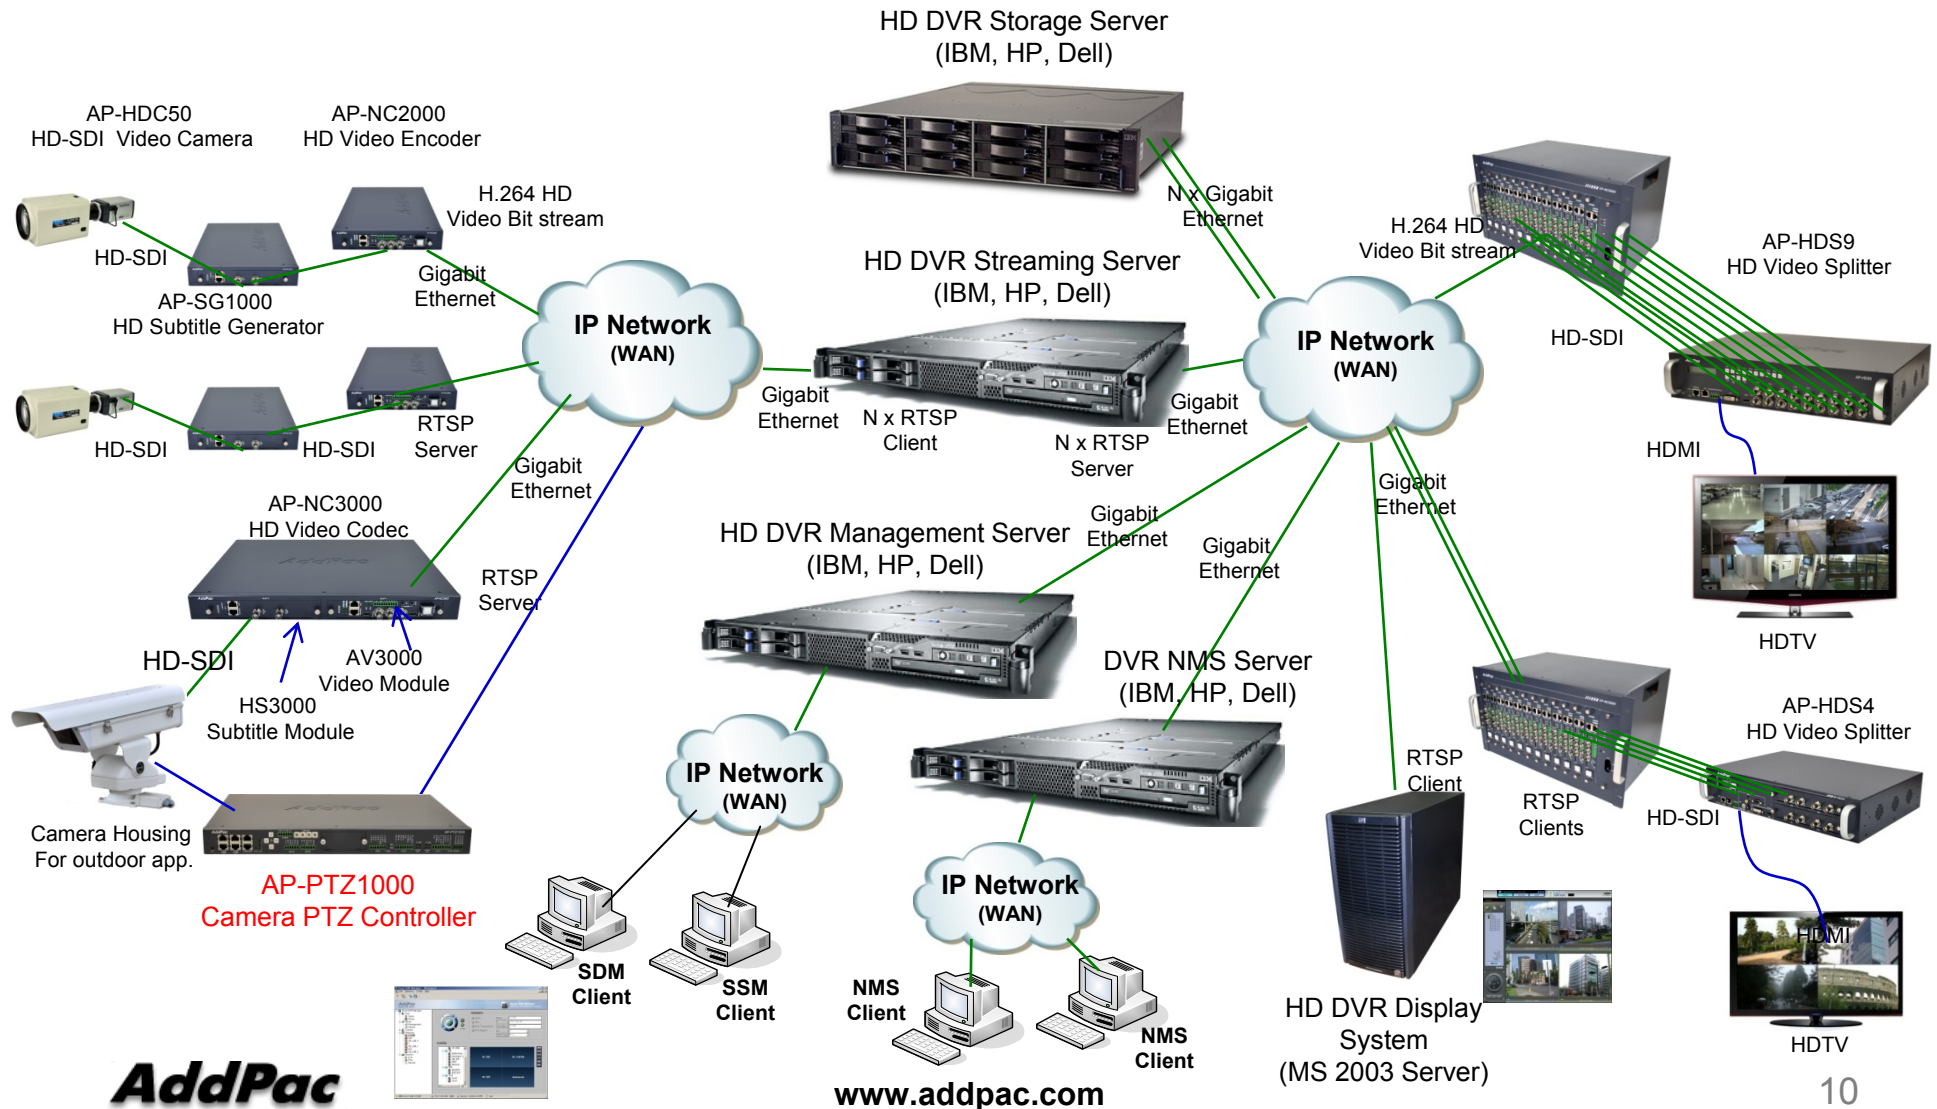 HD DVR Storage Server
(IBM, HP, Dell)
AP-HDC50
HD-SDI  Video Camera
AP-NC2000
HD Video Encoder
H.264 HD
Video Bit stream
N x Gigabit
Ethernet
H.264 HD
Video Bit stream
AP-HDS9
HD Video Splitter
HD-SDI
Gigabit
Ethernet
AP-SG1000
HD Subtitle Generator
HD DVR Streaming Server
(IBM, HP, Dell)
IP Network
(WAN)
IP Network
(WAN)
HD-SDI
Gigabit
Ethernet
N x RTSP
Client
N x RTSP
Server
Gigabit
Ethernet
HD-SDI
HD-SDI
RTSP
Server
HDMI
Gigabit
Ethernet
Gigabit
Ethernet
AP-NC3000
HD Video Codec
AddPac
HD DVR Management Server
(IBM, HP, Dell)
Gigabit
Ethernet
Gigabit
Ethernet
RTSP
Server
HDTV
HD-SDI
AV3000
Video Module
HS3000
Subtitle Module
DVR NMS Server
(IBM, HP, Dell)
AP-HDS4
HD Video Splitter
IP Network
(WAN)
RTSP
Client
RTSP
Clients
HD-SDI
Camera Housing
For outdoor app.
AP-PTZ1000
Camera PTZ Controller
IP Network
(WAN)
HDMI
SDM
Client
SSM
Client
NMS
Client
NMS
Client
HD DVR Display
System
(MS 2003 Server)
HDTV
AddPac
www.addpac.com
10